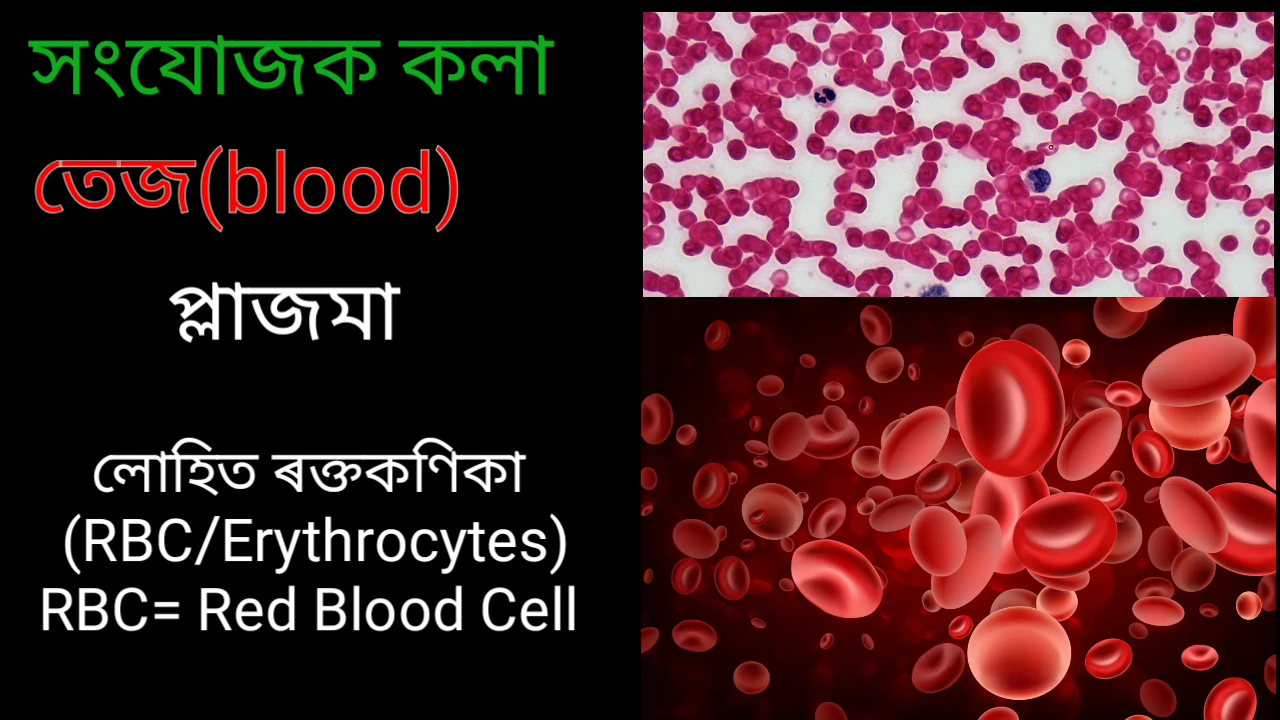 সংযোজক কলা
তেজ(blood)
প্লাজমা
লোহিত ৰক্তকণিকা
(RBC/Erythrocytes)
RBC= Red Blood Cell